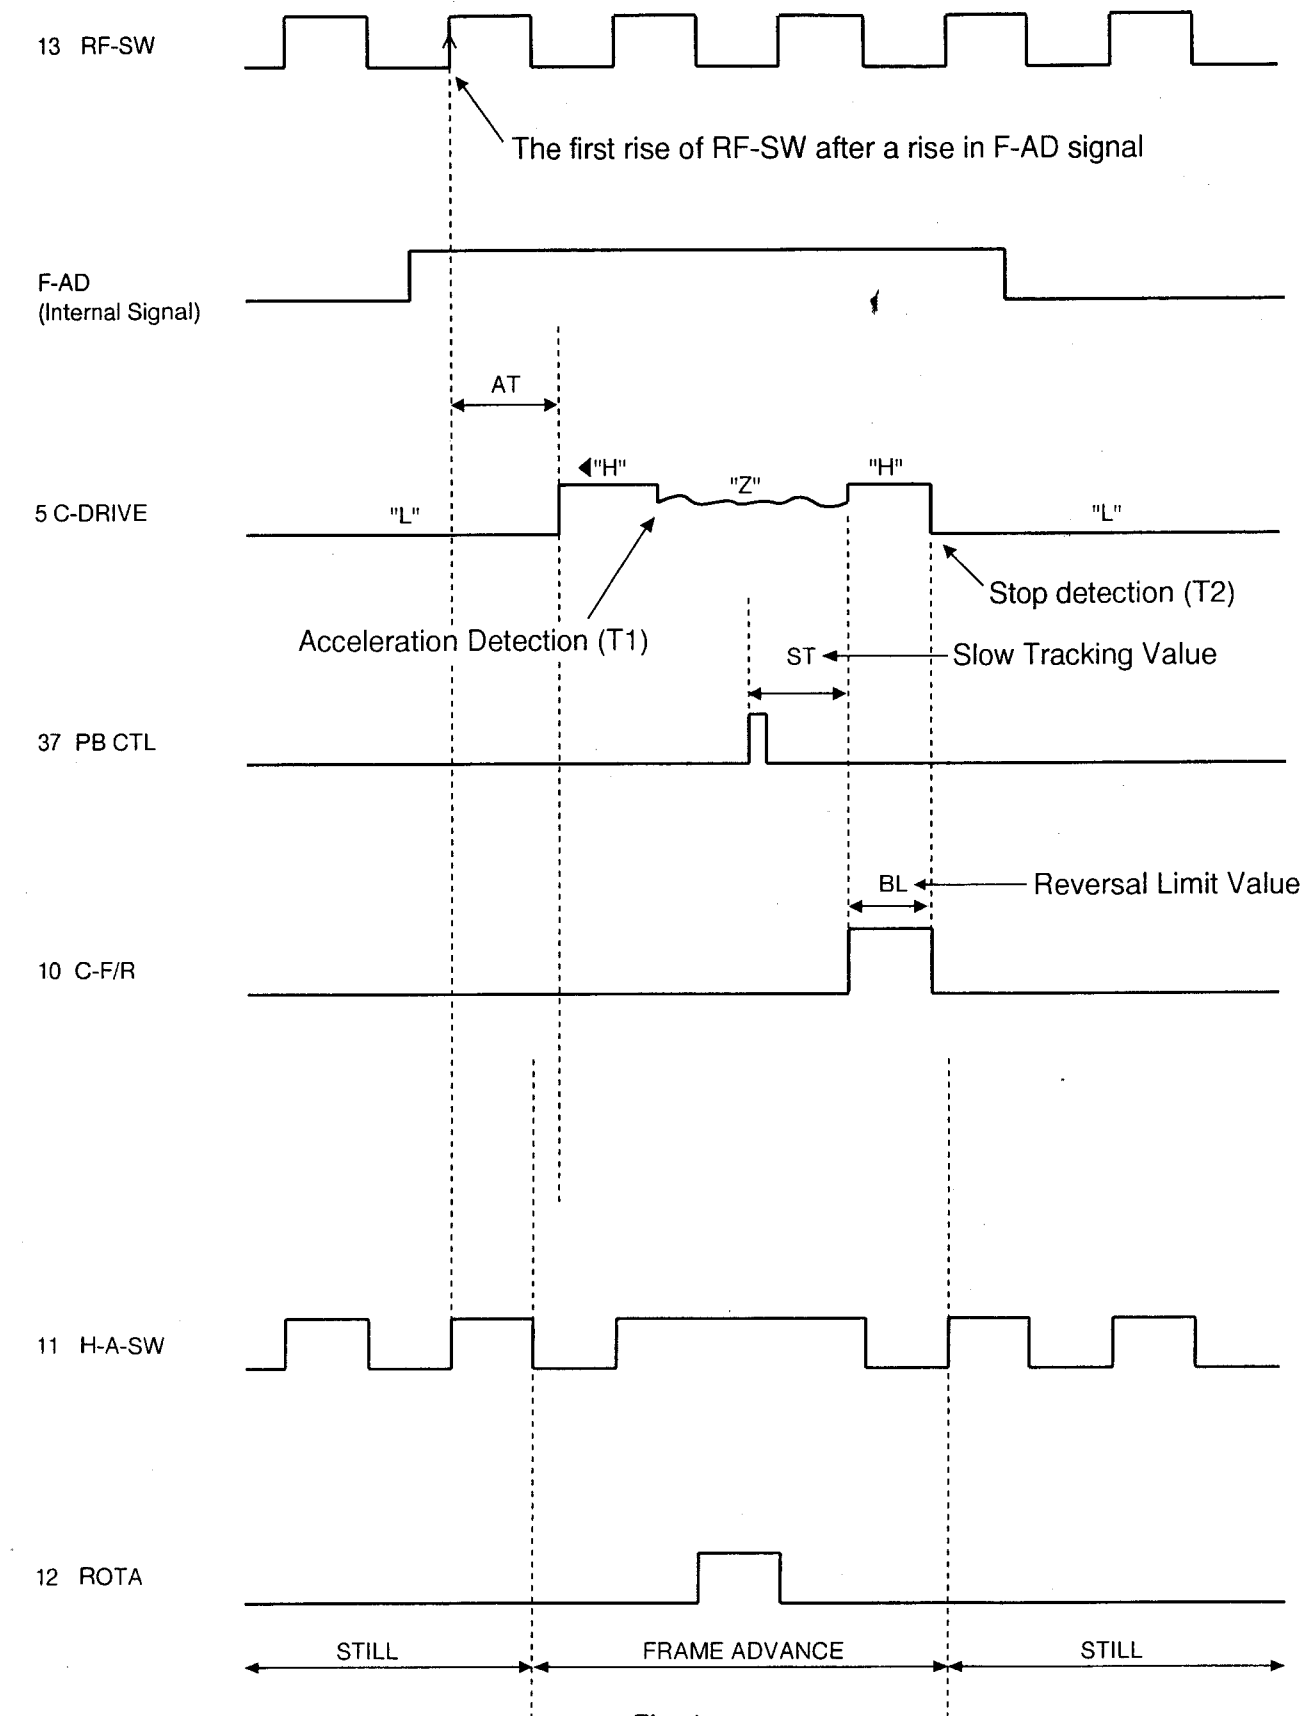 13 RF-SW
The first rise of RF-SW after a rise in F-AD signal
F-AD
(Internal Signal)
AT
"H"
"Z"
"H"
5 C-DRIVE
"L"
"L"
Stop detection (T2)
Acceleration Detection (T1)
ST
Slow Tracking Value
37 PB CTL
BL
Reversal Limit Value
10 C-F/R
11 H-A-SW
12 ROTA
STILL
FRAME ADVANCE
STILL